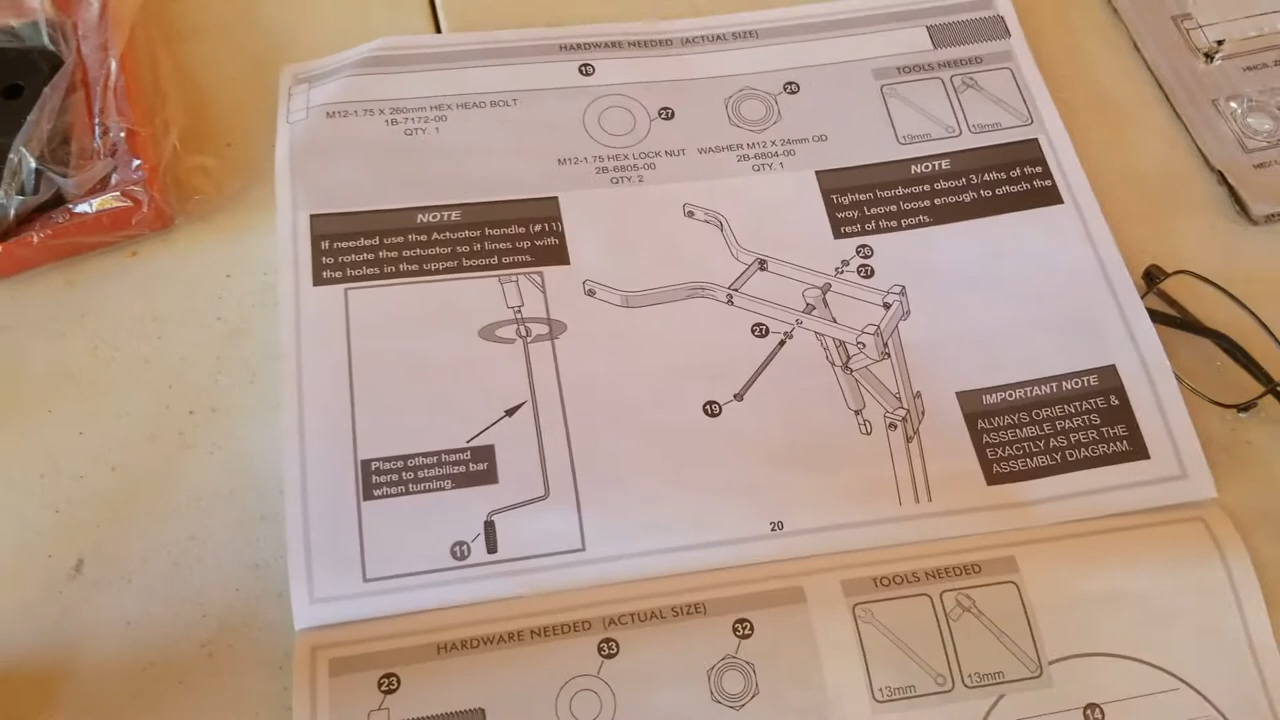 HARDWARE NEEDED (ACTUAL SIZE)
19
M12-1.75 X 260mm HEX HEAD BOLT
1B-7172-00
QTY. 1
27
M12-1.75 HEX LOCK NUT
2B-6805-00
QTY. 2
26
WASHER M12 X 24mm OD
2B-6804-00
QTY. 1
TOOLS NEEDED
19mm
19mm
NOTE
If needed use the Actuator handle (#11)
to rotate the actuator so it lines up with
the holes in the upper board arms.
NOTE
Tighten hardware about 3/4ths of the
way. Leave loose enough to attach the
rest of the parts.
26
27
27
19
Place other hand
here to stabilize bar
when turning.
11
IMPORTANT NOTE
ALWAYS ORIENTATE &
ASSEMBLE PARTS
EXACTLY AS PER THE
ASSEMBLY DIAGRAM.
20
HARDWARE NEEDED (ACTUAL SIZE)
23
33
32
TOOLS NEEDED
13mm
13mm
14